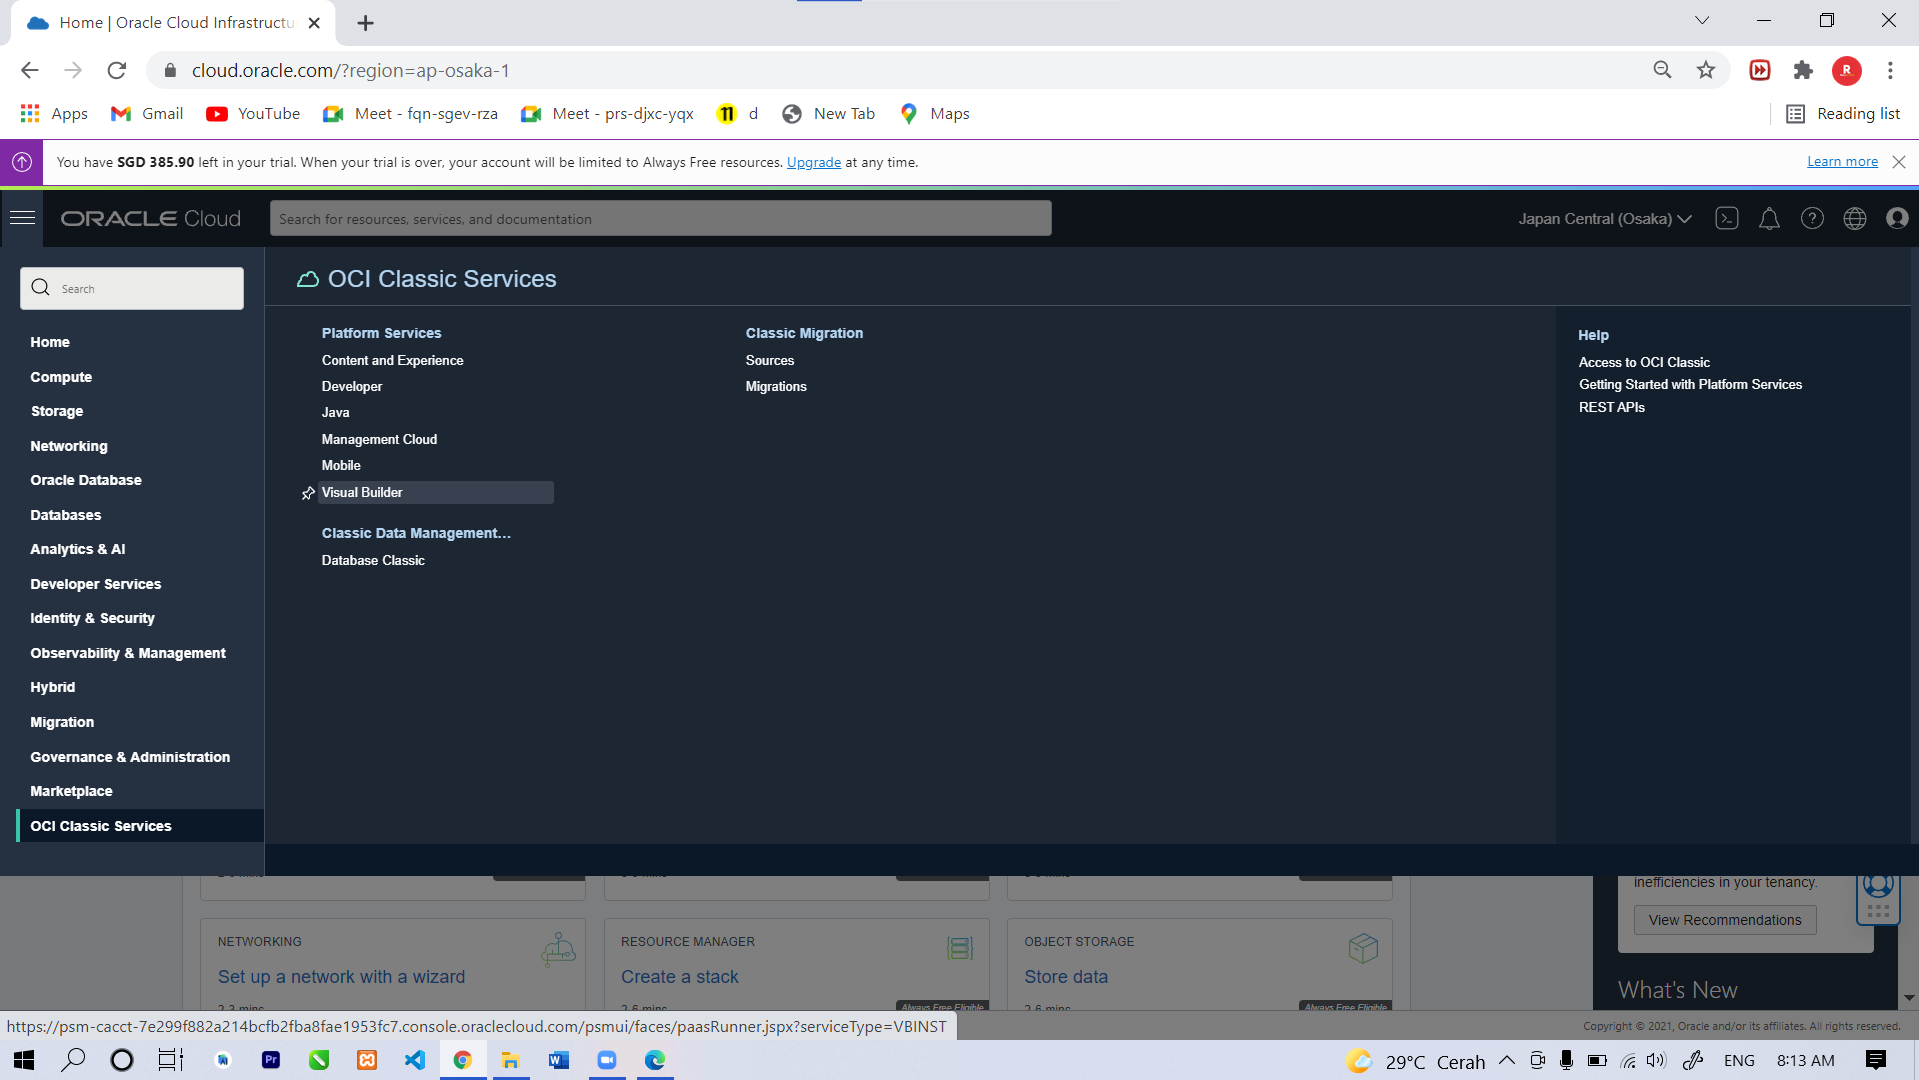 Home | Oracle Cloud Infrastructu
cloud.oracle.com/?region=ap-osaka-1
R
Apps
Gmail
YouTube
Meet - fqn-sgev-rza
Meet - prs-djxc-yqx
d
New Tab
Maps
Reading list
You have SGD 385.90 left in your trial. When your trial is over, your account will be limited to Always Free resources. Upgrade at any time.
Learn more
ORACLE Cloud
Search for resources, services, and documentation
Japan Central (Osaka)
Search
Home
Compute
Storage
Networking
Oracle Database
Databases
Analytics & AI
Developer Services
Identity & Security
Observability & Management
Hybrid
Migration
Governance & Administration
Marketplace
OCI Classic Services
OCI Classic Services
Platform Services
Content and Experience
Developer
Java
Management Cloud
Mobile
Visual Builder
Classic Data Management...
Database Classic
Classic Migration
Sources
Migrations
Help
Access to OCI Classic
Getting Started with Platform Services
REST APIs
inefficiencies in your tenancy.
View Recommendations
What's New
NETWORKING
Set up a network with a wizard
2-3 mins
RESOURCE MANAGER
Create a stack
2-6 mins
Always Free Eligible
OBJECT STORAGE
Store data
2-6 mins
Always Free Eligible
https://psm-cacct-7e299f882a214bcfb2fba8fae1953fc7.console.oraclecloud.com/psmui/faces/paasRunner.jspx?serviceType=VBINST
Copyright © 2021, Oracle and/or its affiliates. All rights reserved.
Pr
29°C Cerah
ENG
8:13 AM